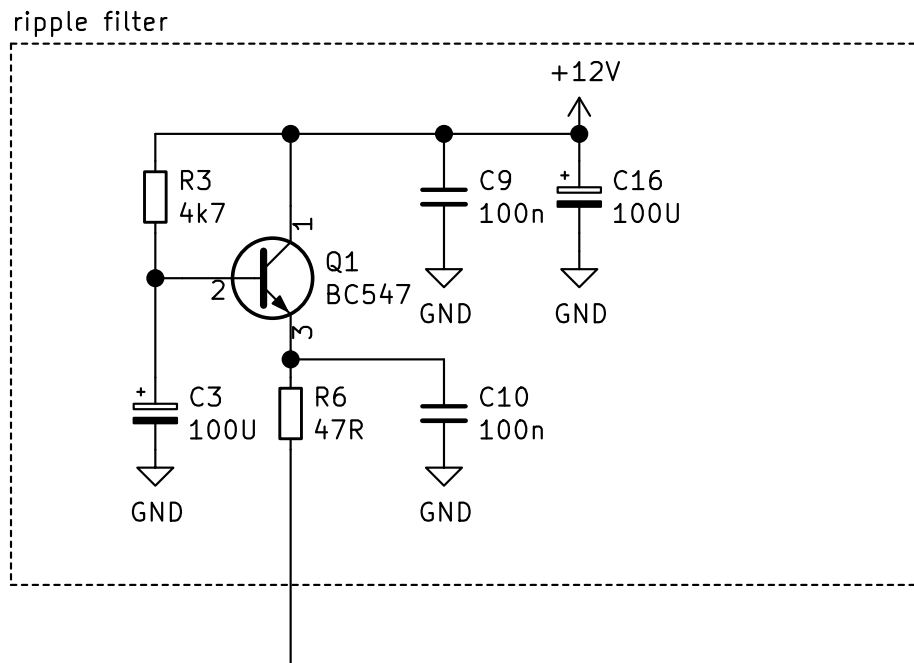 ripple filter
+12V
R3
4k7
1
C9
100n
+
C16
100U
2
Q1
BC547
GND
GND
3
+
C3
100U
R6
47R
C10
100n
GND
GND